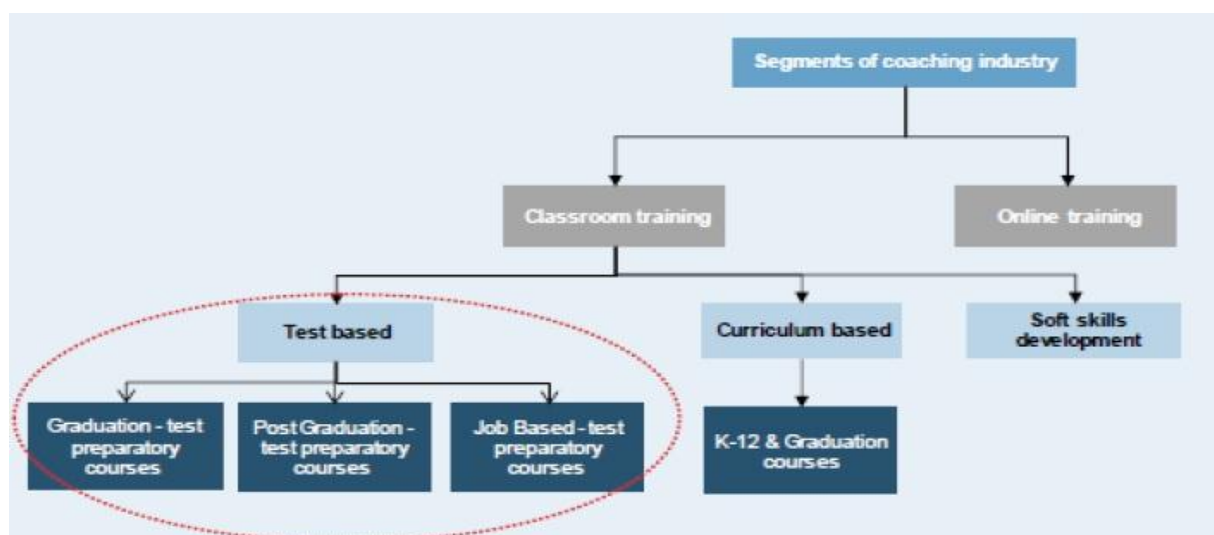 Segments of coaching industry
Classroom training
Online training
Test based
Curriculum based
Soft skills
development
Graduation - test
preparatory
courses
Post Graduation -
test preparatory
courses
Job Based - test
preparatory
courses
K-12 & Graduation
courses